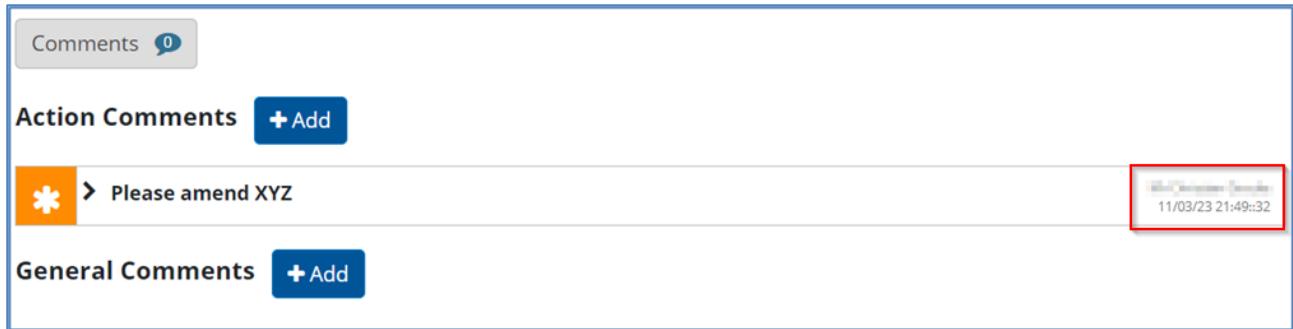 Comments 0
Action Comments + Add
Please amend XYZ
11/03/23 21:49::32
General Comments + Add